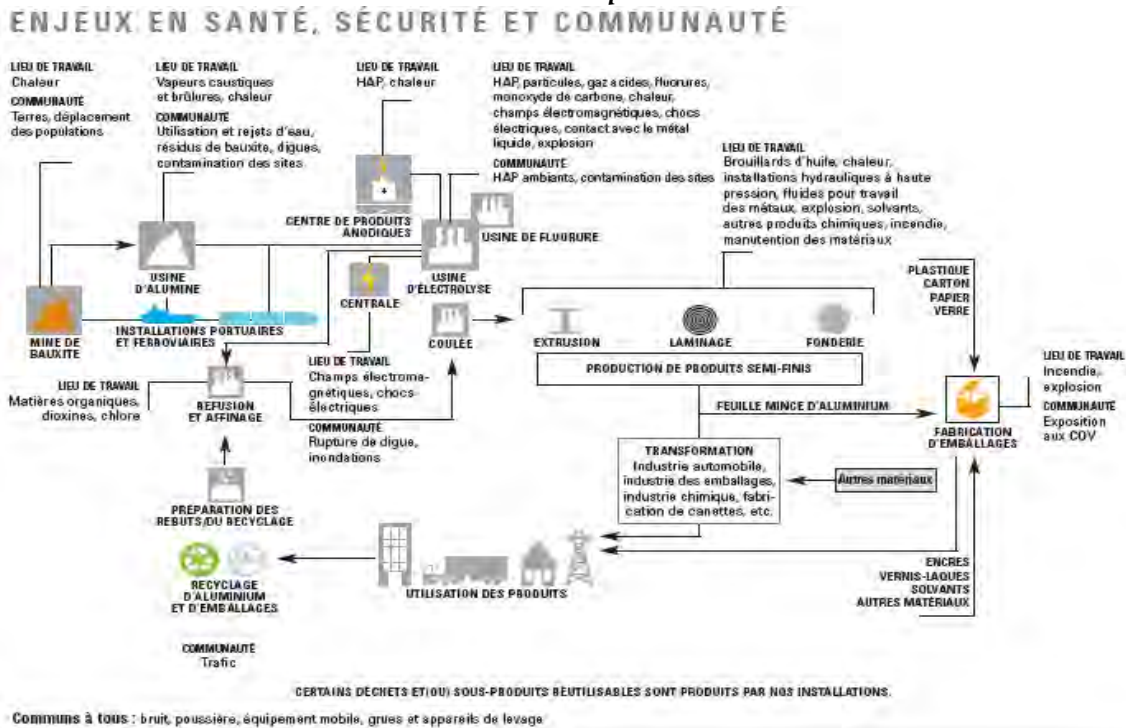 ENJEUX EN SANTÉ, SÉCURITÉ ET COMMUNAUTÉ
LIEU DE TRAVAIL
Chaleur
COMMUNAUTÉ
Terres, déplacement
des populations
LIEU DE TRAVAIL
Vapeurs caustiques
et brûlures, chaleur
COMMUNAUTÉ
Utilisation et rejets d'eau,
résidus de bauxite, digues,
contamination des sites
LIEU DE TRAVAIL
HAP, chaleur
LIEU DE TRAVAIL
HAP, particules, gaz acides, fluorures,
monoxyde de carbone, chaleur,
champs électromagnétiques, chocs
électriques, contact avec le métal
liquide, explosion
COMMUNAUTÉ
HAP ambiants, contamination des sites
LIEU DE TRAVAIL
Brouillards d'huile, chaleur,
installations hydrauliques à haute
pression, fluides pour travail
des métaux, explosion, solvants,
autres produits chimiques, incendie,
manutention des matériaux
CENTRE DE PRODUITS
ANODIQUES
USINE DE FLUORURE
USINE
D'ALUMINE
CENTRALE
USINE
D'ÉLECTROLYSE
PLASTIQUE
CARTON
PAPIER
VERRE
MINE DE
BAUXITE
INSTALLATIONS PORTUAIRES
ET FERROVIAIRES
COULÉE
EXTRUSION
LAMINAGE
FONDERIE
PRODUCTION DE PRODUITS SEMI-FINIS
LIEU DE TRAVAIL
Matières organiques,
dioxines, chlore
REFUSION
ET AFFINAGE
LIEU DE TRAVAIL
Champs électroma-
gnétiques, chocs
électriques
COMMUNAUTÉ
Rupture de digue,
inondations
FEUILLE MINCE D'ALUMINIUM
FABRICATION
D'EMBALLAGES
LIEU DE TRAVAIL
Incendie,
explosion
COMMUNAUTÉ
Exposition
aux COV
TRANSFORMATION
Industrie automobile,
industrie des emballages,
industrie chimique, fabri-
cation de canettes, etc.
Autres matériaux
PRÉPARATION DES
REBUTS/DU RECYCLAGE
RECYCLAGE
D'ALUMINIUM
ET D'EMBALLAGES
UTILISATION DES PRODUITS
ENCRES
VERNIS-LAQUES
SOLVANTS
AUTRES MATÉRIAUX
COMMUNAUTÉ
Trafic
CERTAINS DÉCHETS ET(OU) SOUS-PRODUITS RÉUTILISABLES SONT PRODUITS PAR NOS INSTALLATIONS.
Communs à tous : bruit, poussière, équipement mobile, grues et appareils de levage